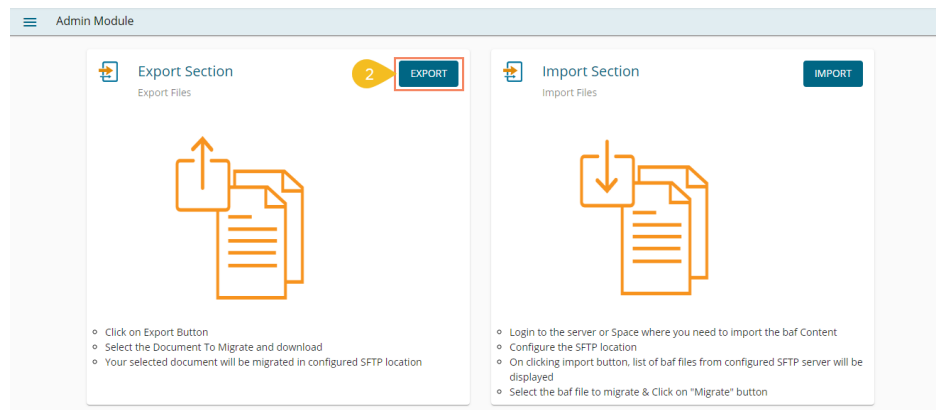 Admin Module
Export Section
2
EXPORT
Export Files
Click on Export Button
Select the Document To Migrate and download
Your selected document will be migrated in configured SFTP location
Import Section
IMPORT
Import Files
Login to the server or Space where you need to import the baf Content
Configure the SFTP location
On clicking import button, list of baf files from configured SFTP server will be
displayed
Select the baf file to migrate & Click on "Migrate" button